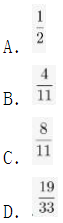 A. 1/2
B. 4/11
C. 8/11
D. 19/33